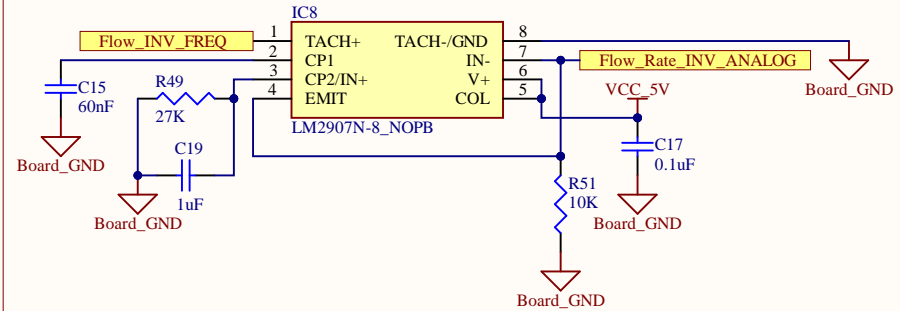 IC8
Flow_INV_FREQ
1
2
3
4
TACH+
CP1
CP2/IN+
EMIT
TACH-/GND
IN-
V+
COL
8
7
6
5
LM2907N-8_NOPB
Flow_Rate_INV_ANALOG
Board_GND
VCC_5V
C15
60nF
Board_GND
R49
27K
C19
1uF
Board_GND
C17
0.1uF
Board_GND
R51
10K
Board_GND